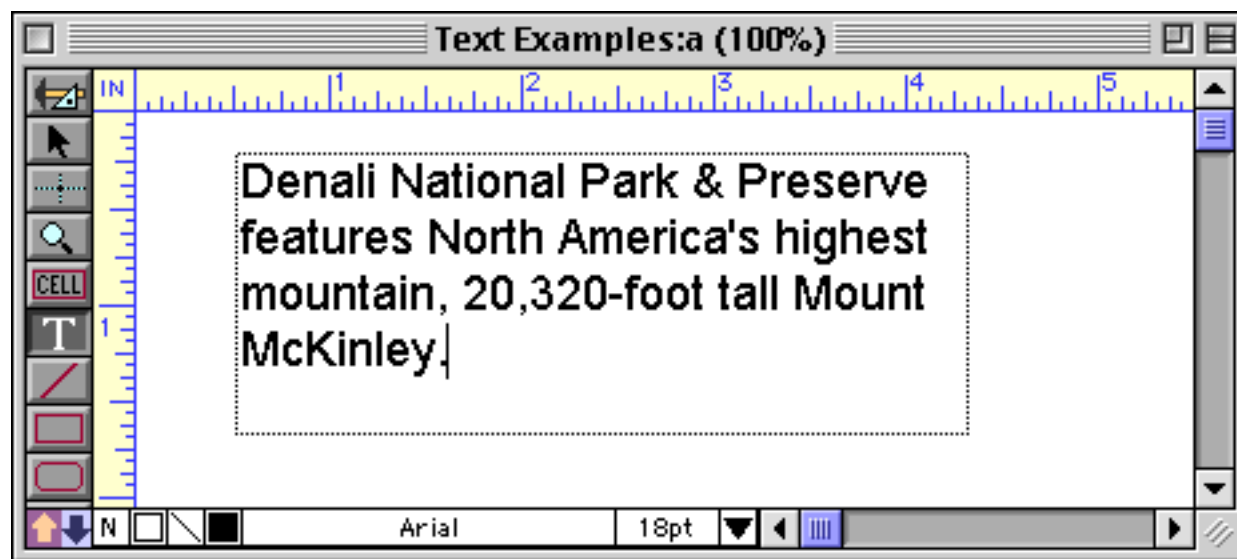 Text Examples:a (100%)
IN 1 2 3 4 5
Denali National Park & Preserve
features North America's highest
mountain, 20,320-foot tall Mount
McKinley.
CELL
T
1
N Arial 18pt